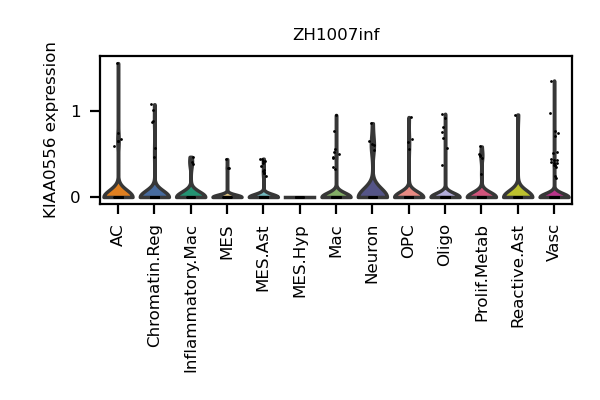 ZH1007inf
KIAA0556 expression
1
0
AC
Chromatin.Reg
Inflammatory.Mac
MES
MES.Ast
MES.Hyp
Mac
Neuron
OPC
Oligo
Prolif.Metab
Reactive.Ast
Vasc